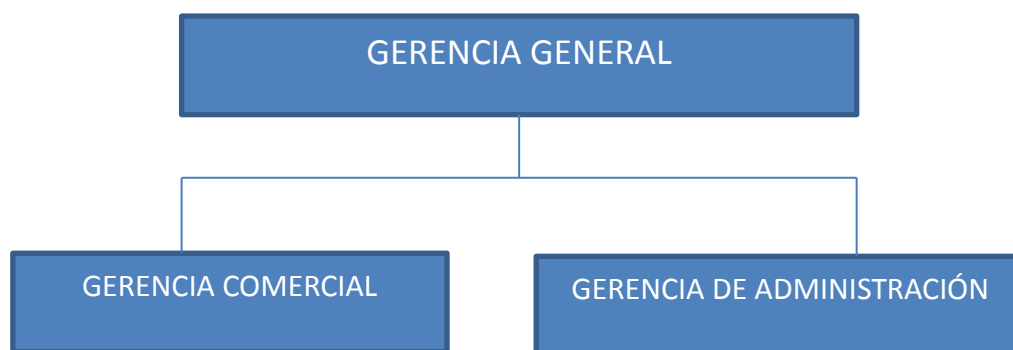 GERENCIA GENERAL
GERENCIA COMERCIAL
GERENCIA DE ADMINISTRACIÓN